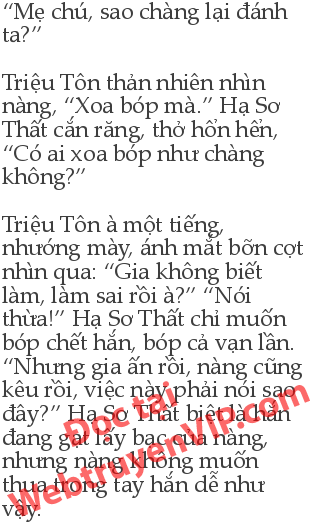 “Mẹ chú, sao chàng lại đánh
ta?”
Triệu Tôn thản nhiên nhìn
nàng, “Xoa bóp mà.” Hạ Sơ
Thất cắn răng, thở hổn hển,
“Có ai xoa bóp như chàng
không?”
Triệu Tôn à một tiếng,
nhướng mày, ánh mắt bỡn cợt
nhìn qua: “Gia không biết
làm, làm sai rồi à?” “Nói
thừa!” Hạ Sơ Thất chỉ muốn
bóp chết hắn, bóp cả vạn lần.
“Nhưng gia ấn rồi, nàng cũng
kêu rồi, việc này phải nói sao
đây?” Hạ Sơ Thất biết là hắn
đang gạt lấy bạc của nàng,
nhưng nàng không muốn
thua trong tay hắn dễ như
vậy.
Đọc tại
WebtruyenVIP.com